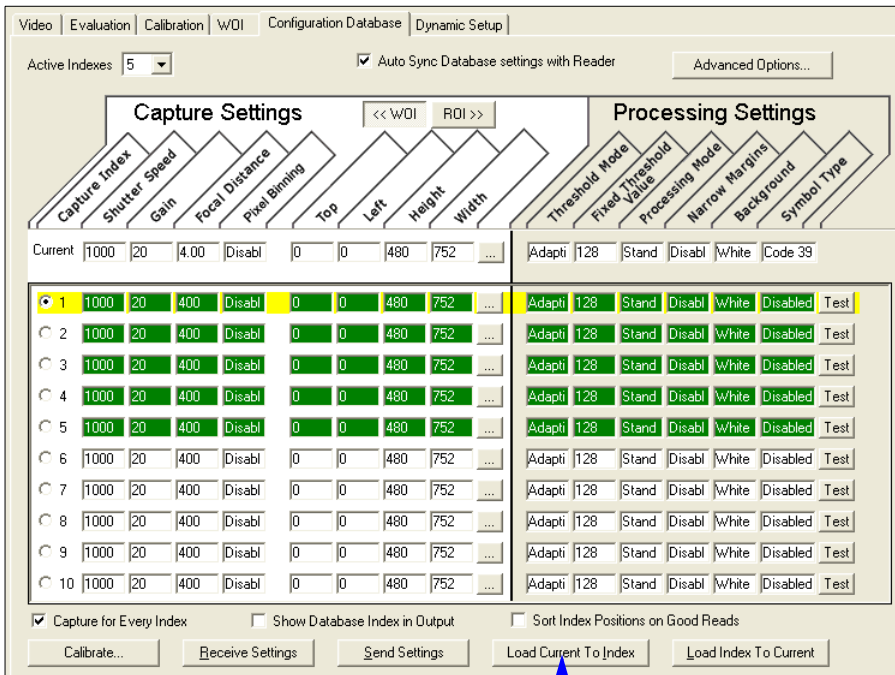 Video Evaluation Calibration WOI Configuration Database Dynamic Setup
Active Indexes 5 Auto Sync Database settings with Reader Advanced Options...
Capture Settings << WOI ROI >> Processing Settings
Capture Index Shutter Speed Gain Focal Distance Pixel Binning Top Left Height Width Threshold Mode Fixed Threshold Value Processing Mode Narrow Margins Background Symbol Type
Current 1000 20 4.00 Disabl 0 0 480 752 ... Adapti 128 Stand Disabl White Code 39
1 1000 20 400 Disabl 0 0 480 752 ... Adapti 128 Stand Disabl White Disabled Test
2 1000 20 400 Disabl 0 0 480 752 ... Adapti 128 Stand Disabl White Disabled Test
3 1000 20 400 Disabl 0 0 480 752 ... Adapti 128 Stand Disabl White Disabled Test
4 1000 20 400 Disabl 0 0 480 752 ... Adapti 128 Stand Disabl White Disabled Test
5 1000 20 400 Disabl 0 0 480 752 ... Adapti 128 Stand Disabl White Disabled Test
6 1000 20 400 Disabl 0 0 480 752 ... Adapti 128 Stand Disabl White Disabled Test
7 1000 20 400 Disabl 0 0 480 752 ... Adapti 128 Stand Disabl White Disabled Test
8 1000 20 400 Disabl 0 0 480 752 ... Adapti 128 Stand Disabl White Disabled Test
9 1000 20 400 Disabl 0 0 480 752 ... Adapti 128 Stand Disabl White Disabled Test
10 1000 20 400 Disabl 0 0 480 752 ... Adapti 128 Stand Disabl White Disabled Test
Capture for Every Index Show Database Index in Output Sort Index Positions on Good Reads
Calibrate... Receive Settings Send Settings Load Current To Index Load Index To Current